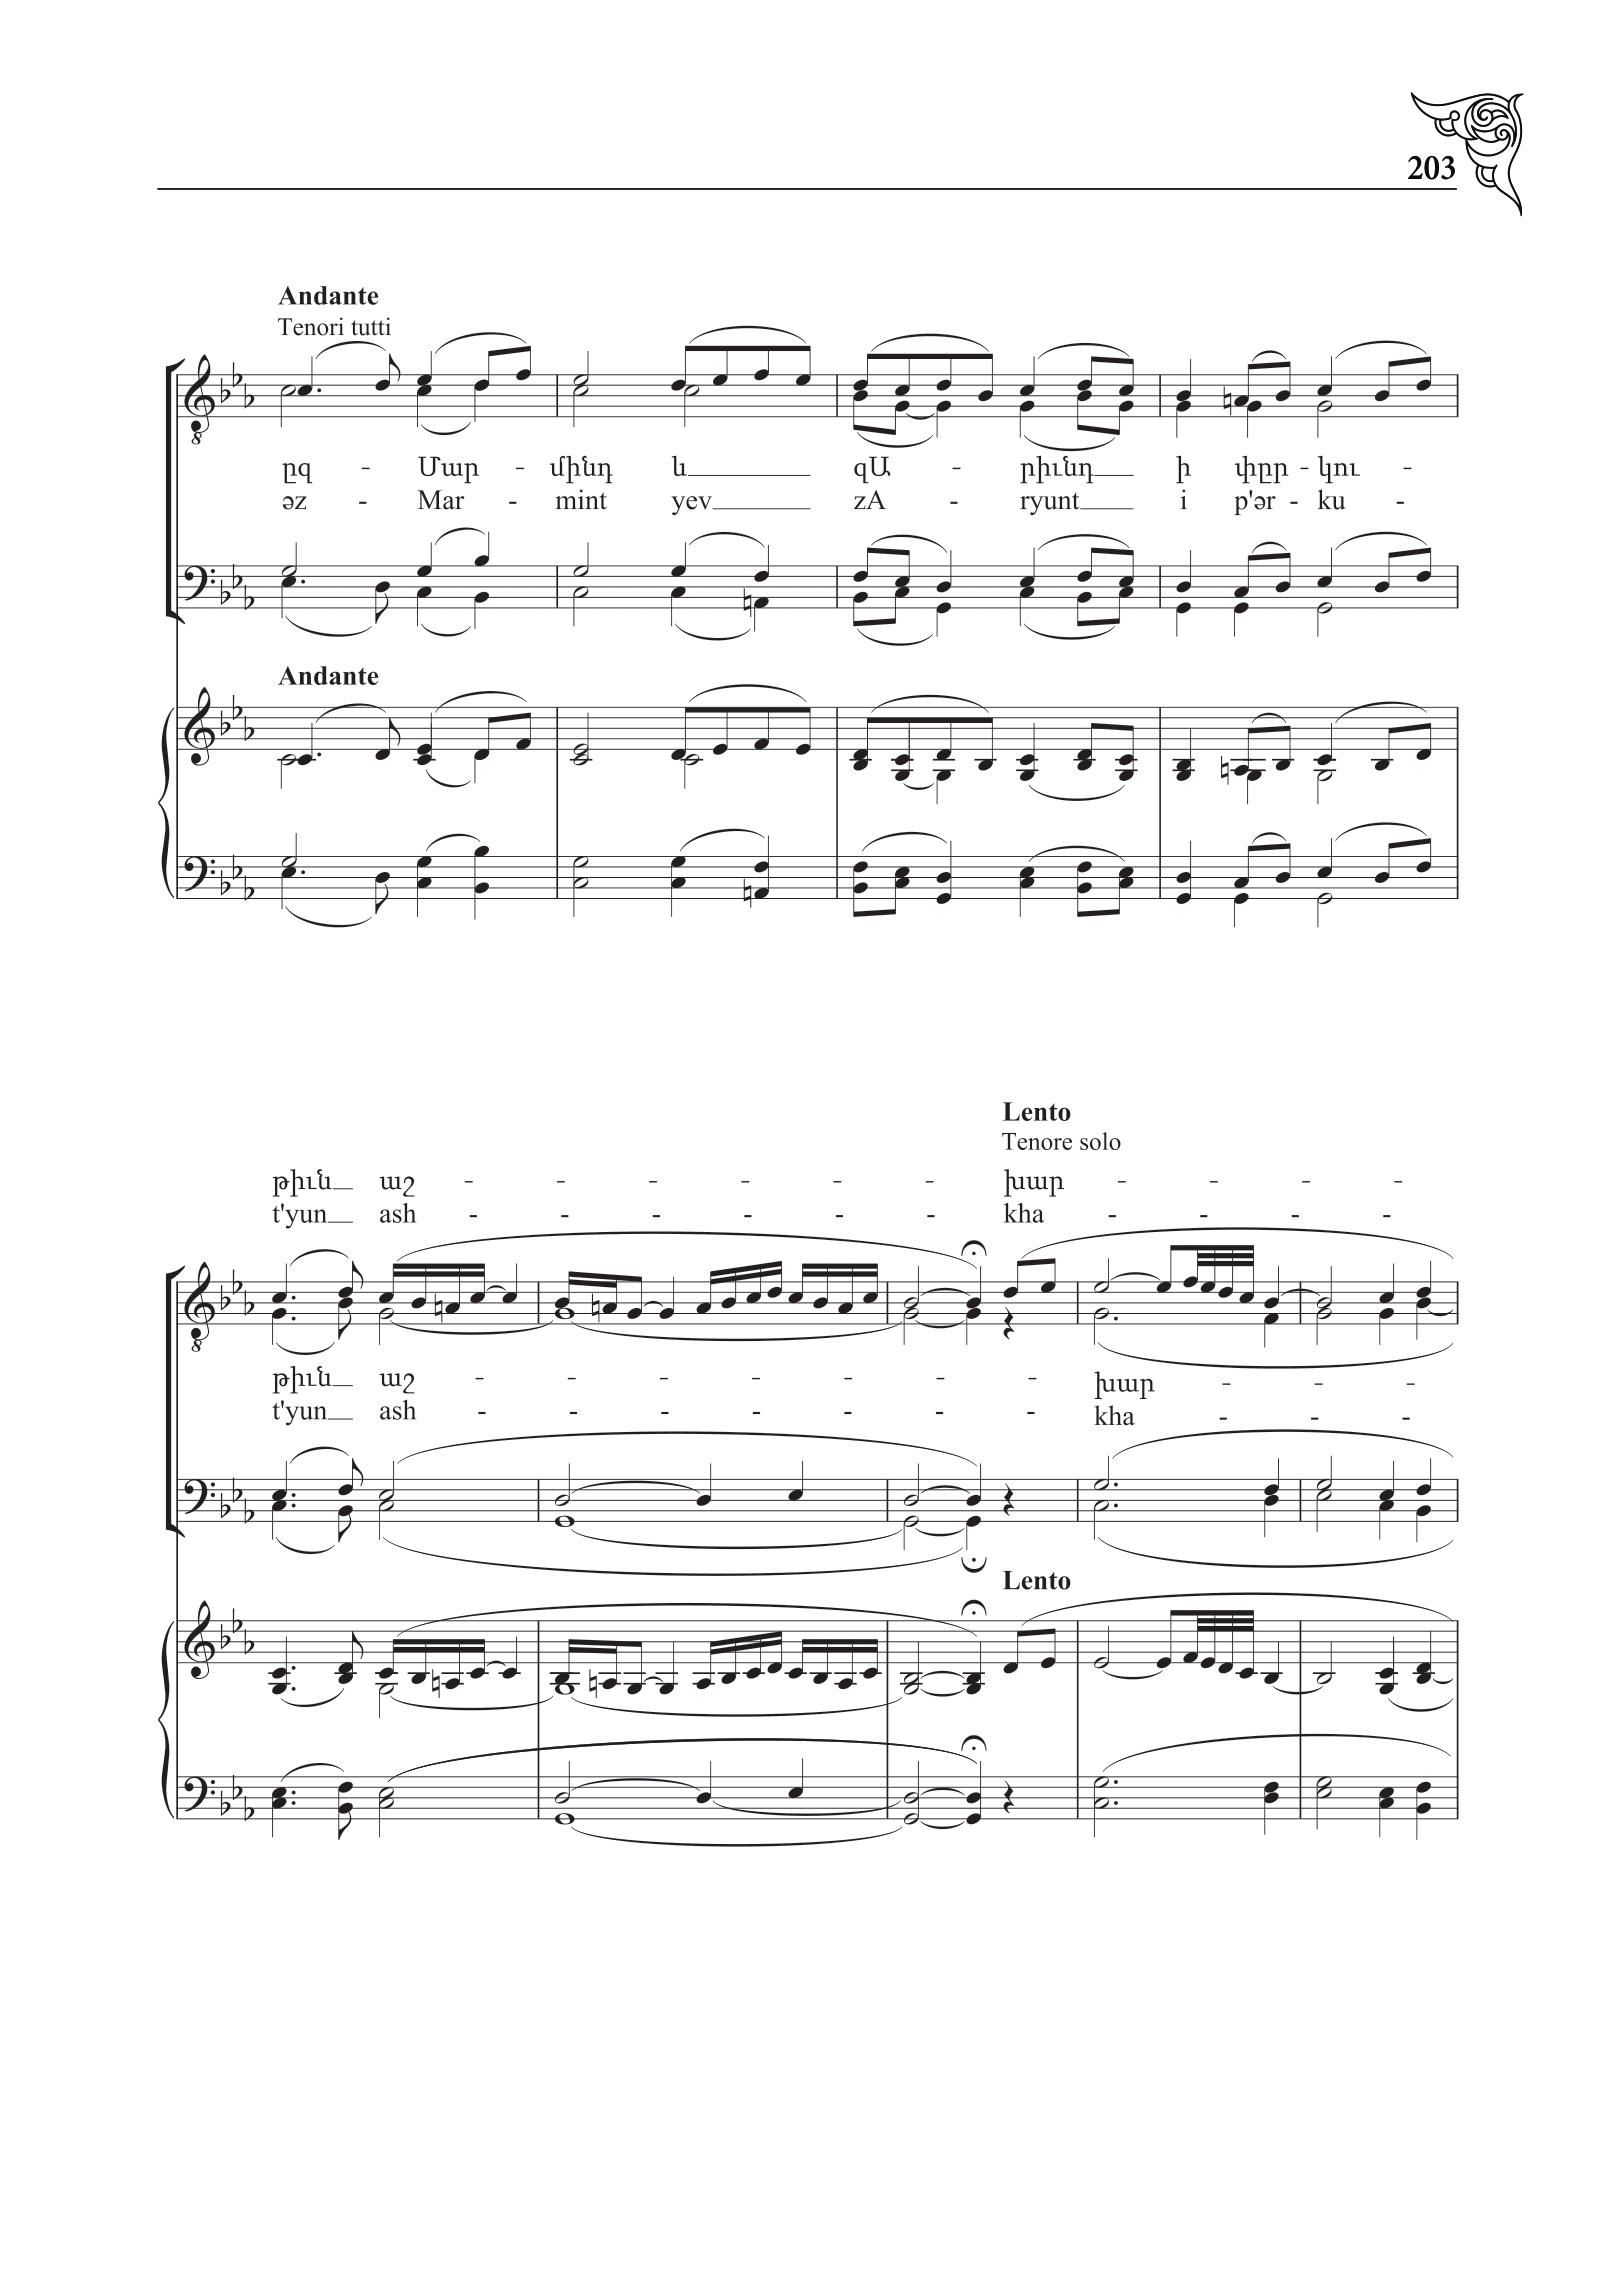 203
Andante
Tenori tutti
ըզ - Մար - մինդ և zԱ - րիւնդ ի փըր - կու -
əz - Mar - mint yev zA - ryunt i p'ər - ku -
Andante
Lento
Tenore solo
թիւն աշ - - - - - - խար - - - -
t'yun ash - - - - - - kha - - - -
թիւն աշ - - - - - - - խար - - -
t'yun ash - - - - - - - kha - - -
Lento